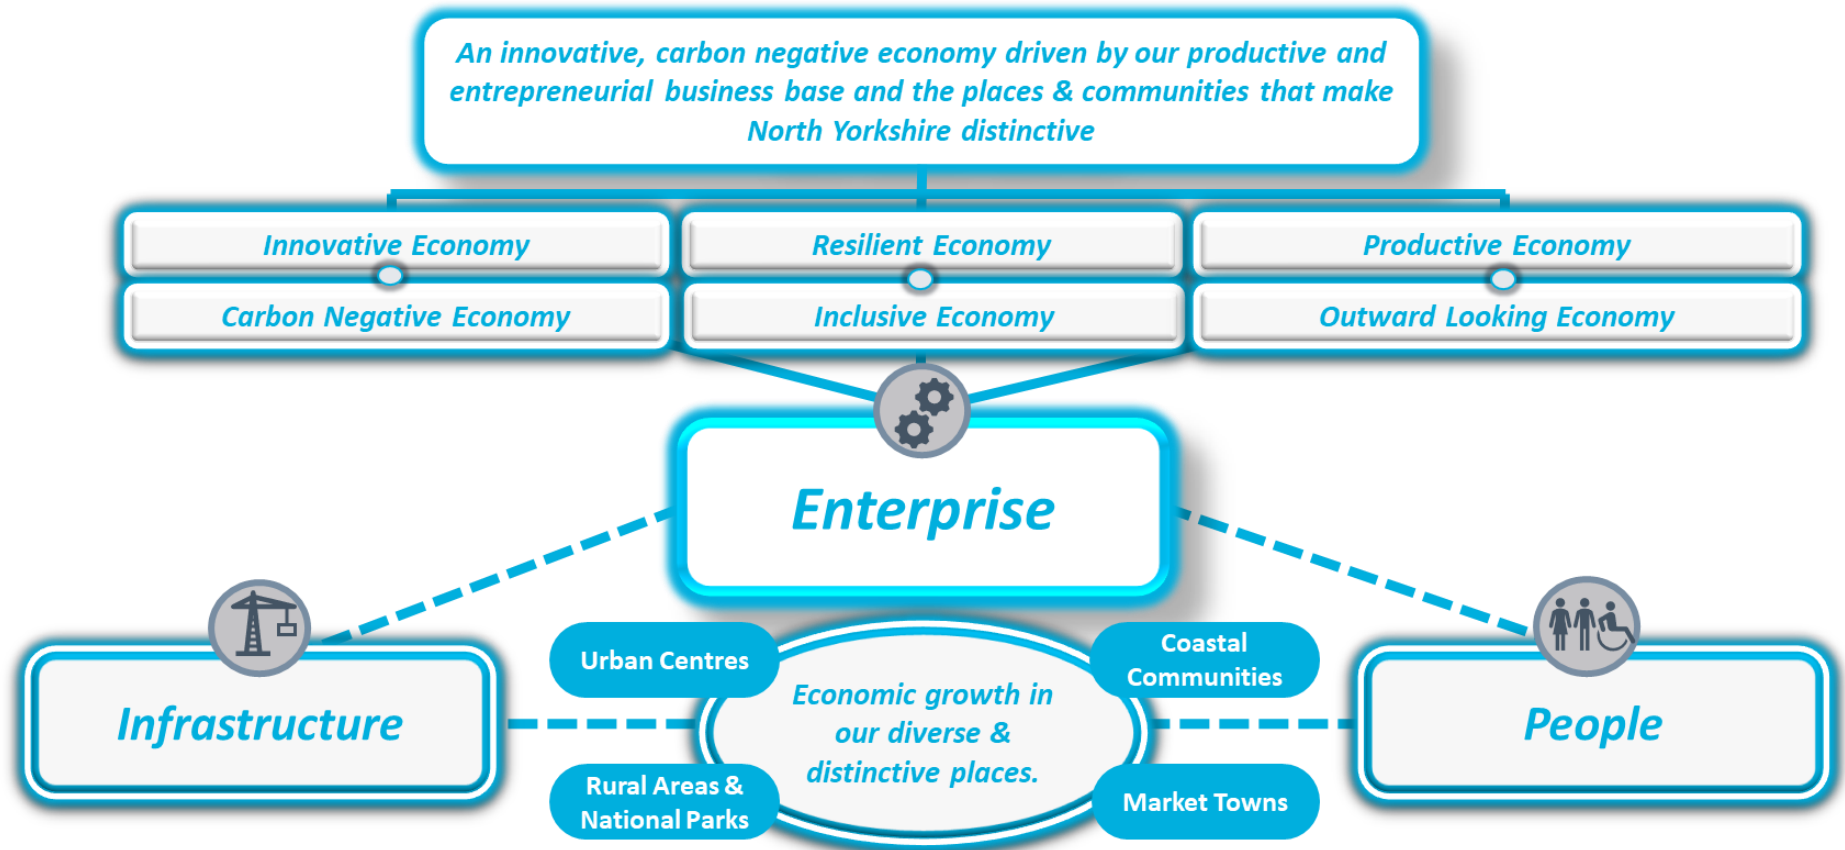 An innovative, carbon negative economy driven by our productive and
entrepreneurial business base and the places & communities that make
North Yorkshire distinctive
Innovative Economy
Resilient Economy
Productive Economy
Carbon Negative Economy
Inclusive Economy
Outward Looking Economy
Enterprise
Infrastructure
Urban Centres
Rural Areas &
National Parks
Economic growth in
our diverse &
distinctive places.
Coastal
Communities
Market Towns
People